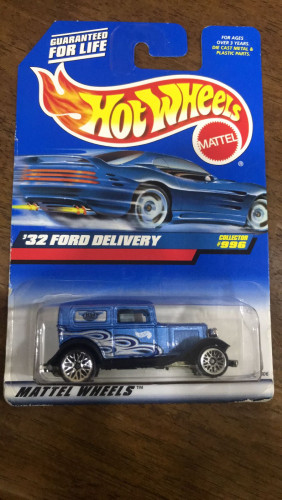 GUARANTEED
FOR LIFE
FOR AGES
OVER 3 YEARS.
DIE CAST METAL &
PLASTIC PARTS.
HOT WHEELS
®
MATTEL
'32 FORD DELIVERY
COLLECTOR
#996
MATTEL WHEELS™